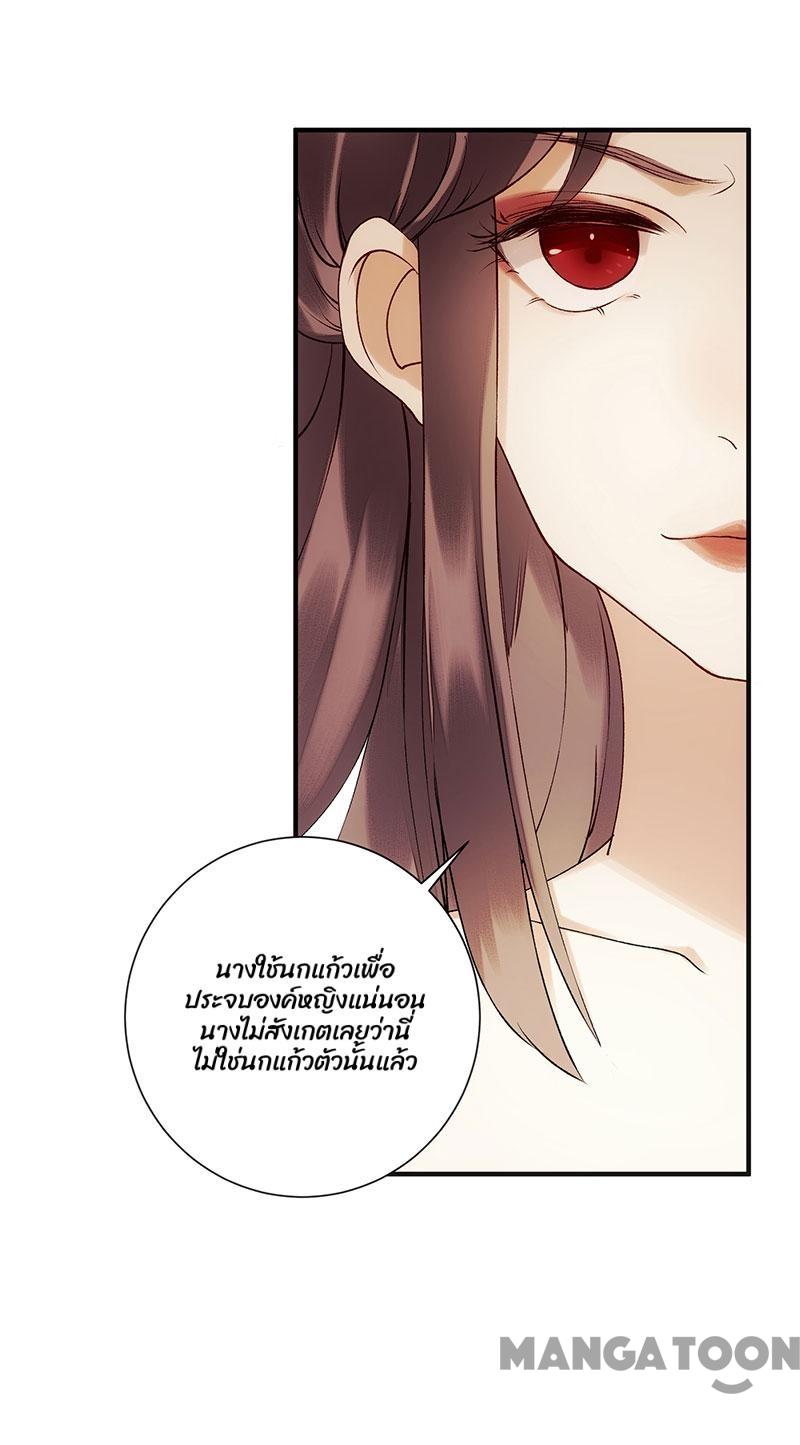 นางใช้นกแก้วเพื่อ
ประจบองค์หญิงแน่นอน
นางไม่สังเกตเลยว่านี่
ไม่ใช่นกแก้วตัวนั้นแล้ว
MANGATOON